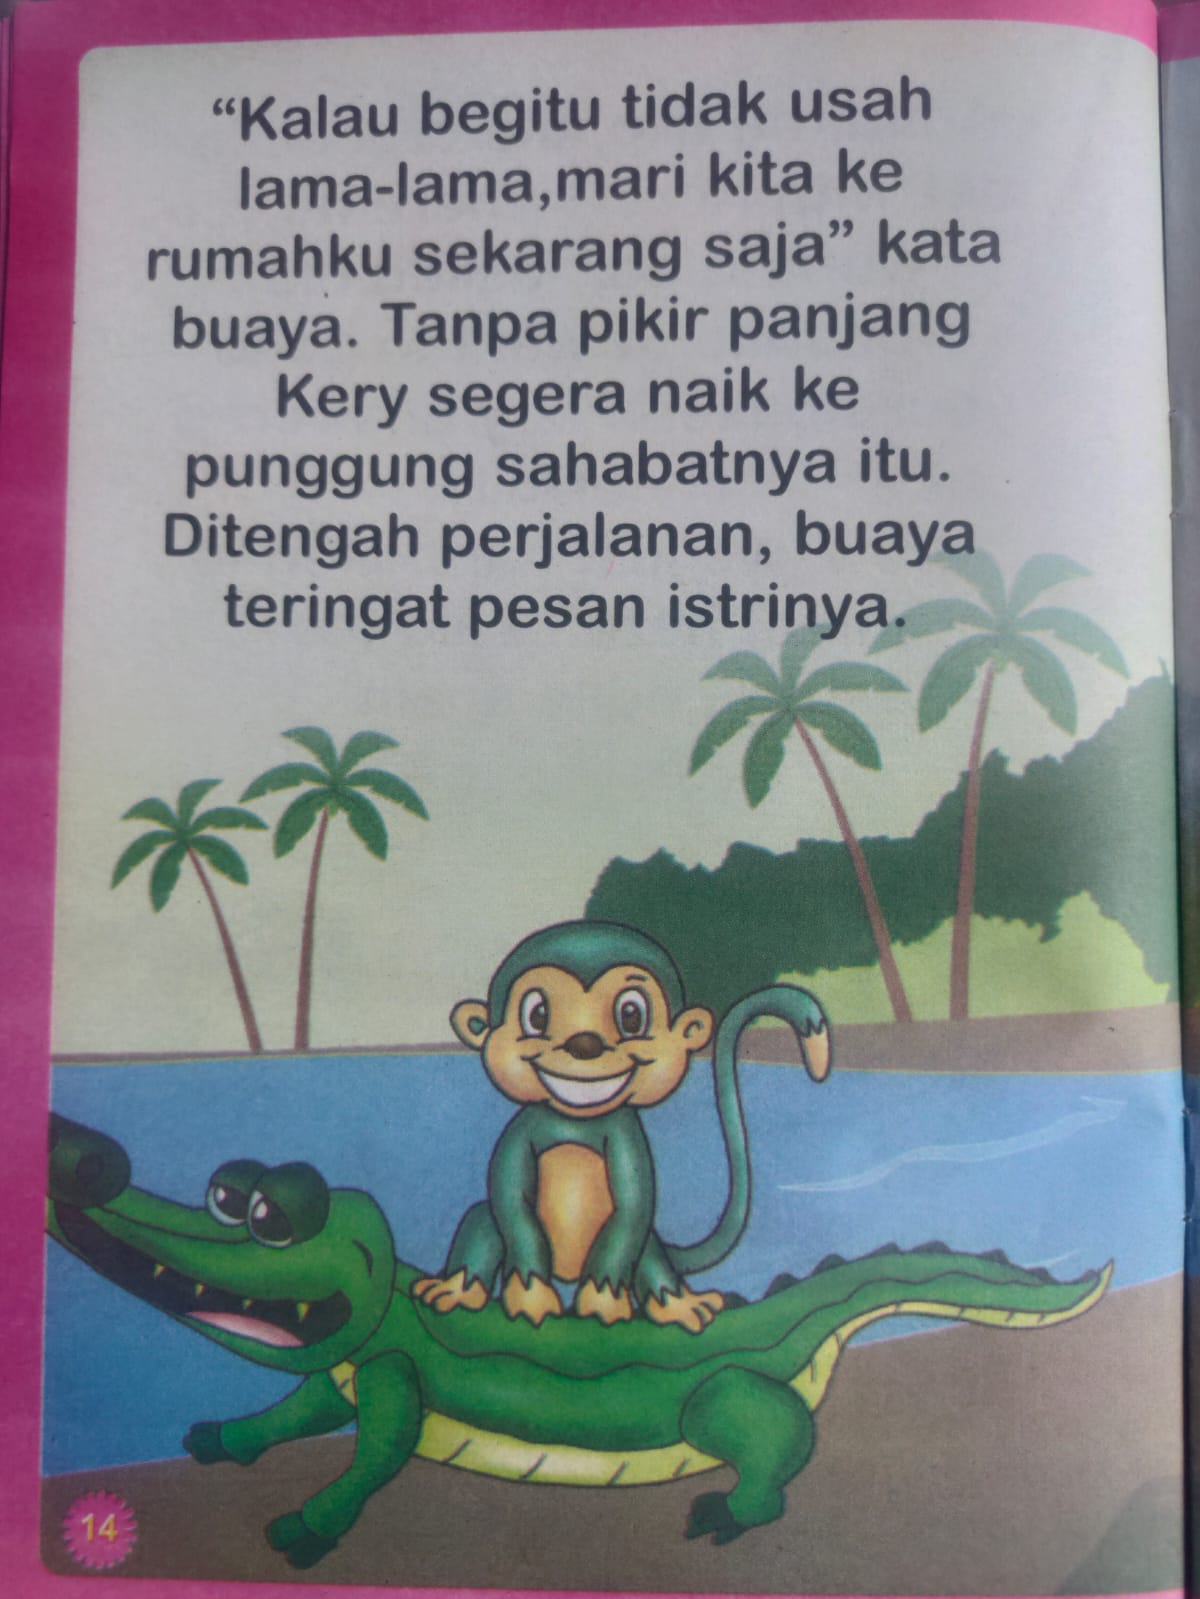 “Kalau begitu tidak usah
lama-lama,mari kita ke
rumahku sekarang saja” kata
buaya. Tanpa pikir panjang
Kery segera naik ke
punggung sahabatnya itu.
Ditengah perjalanan, buaya
teringat pesan istrinya.
14